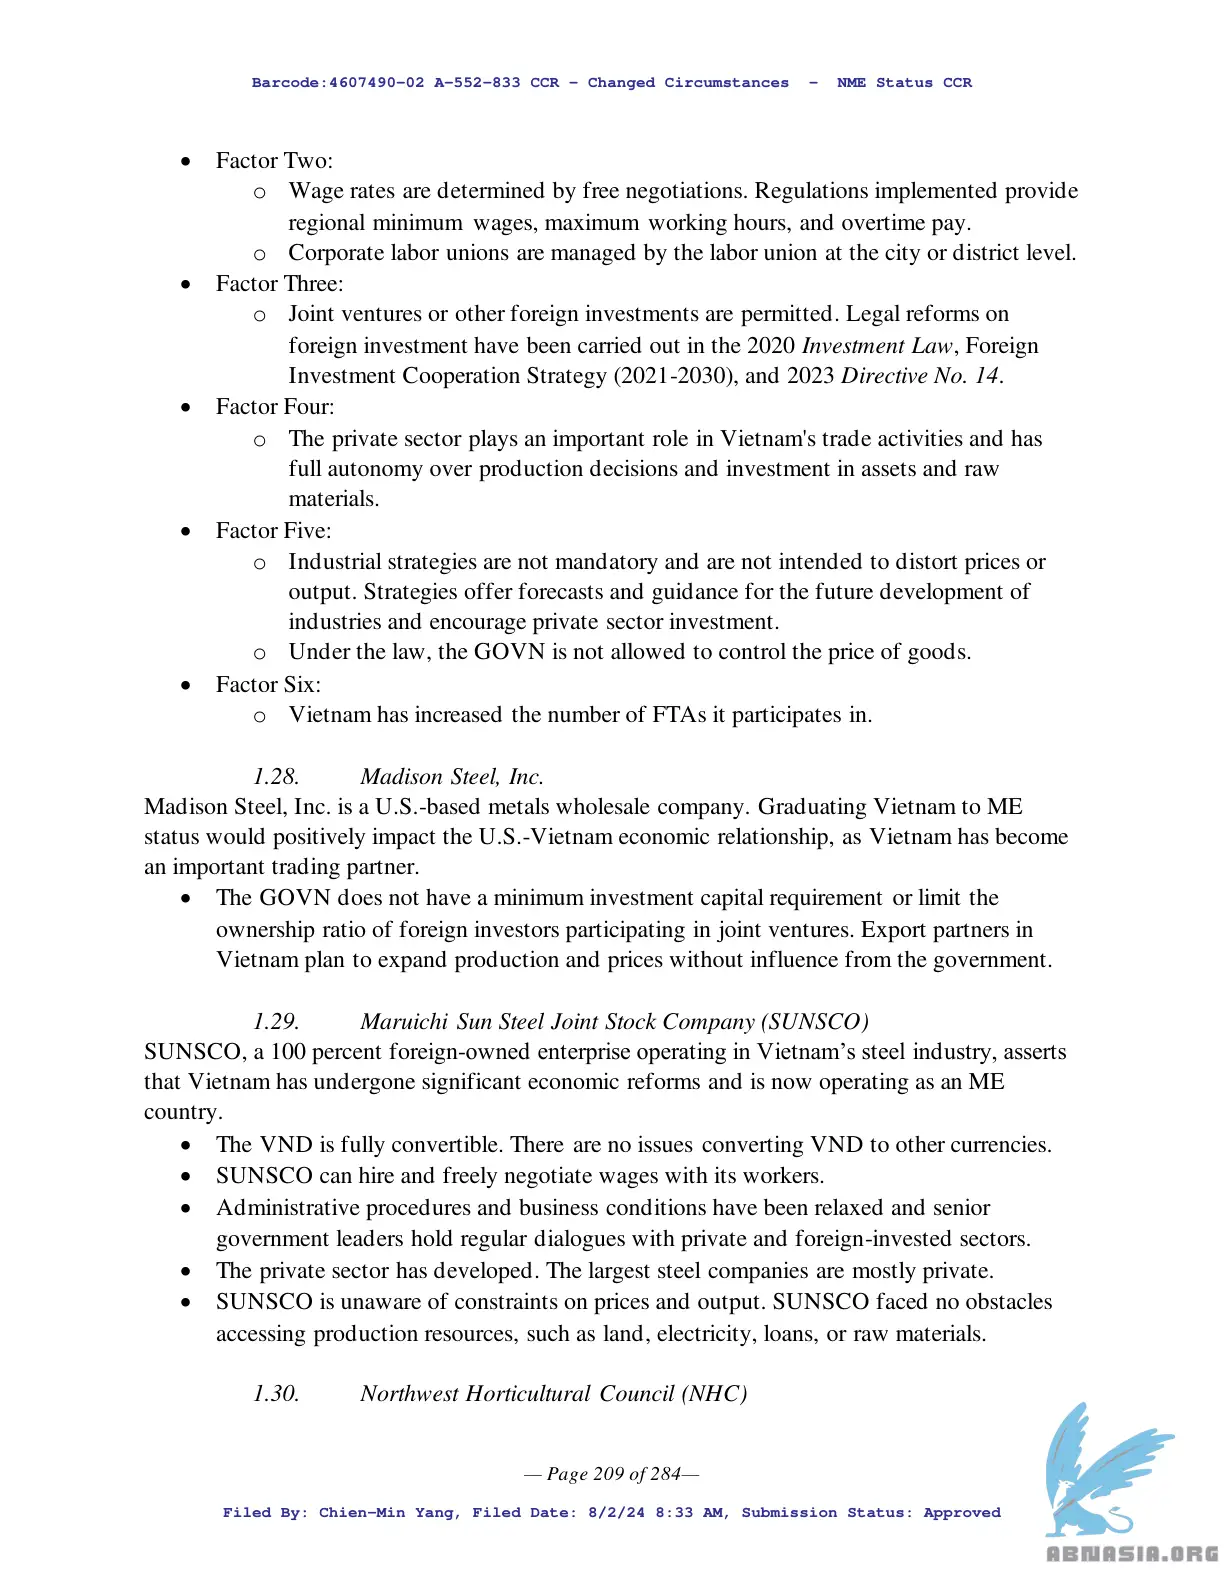 Barcode:4607490-02 A-552-833 CCR - Changed Circumstances - NME Status CCR
• Factor Two:
o Wage rates are determined by free negotiations. Regulations implemented provide
regional minimum wages, maximum working hours, and overtime pay.
o Corporate labor unions are managed by the labor union at the city or district level.
• Factor Three:
o Joint ventures or other foreign investments are permitted. Legal reforms on
foreign investment have been carried out in the 2020 Investment Law, Foreign
Investment Cooperation Strategy (2021-2030), and 2023 Directive No. 14.
• Factor Four:
o The private sector plays an important role in Vietnam's trade activities and has
full autonomy over production decisions and investment in assets and raw
materials.
• Factor Five:
o Industrial strategies are not mandatory and are not intended to distort prices or
output. Strategies offer forecasts and guidance for the future development of
industries and encourage private sector investment.
o Under the law, the GOVN is not allowed to control the price of goods.
• Factor Six:
o Vietnam has increased the number of FTAs it participates in.
1.28. Madison Steel, Inc.
Madison Steel, Inc. is a U.S.-based metals wholesale company. Graduating Vietnam to ME
status would positively impact the U.S.-Vietnam economic relationship, as Vietnam has become
an important trading partner.
• The GOVN does not have a minimum investment capital requirement or limit the
ownership ratio of foreign investors participating in joint ventures. Export partners in
Vietnam plan to expand production and prices without influence from the government.
1.29. Maruichi Sun Steel Joint Stock Company (SUNSCO)
SUNSCO, a 100 percent foreign-owned enterprise operating in Vietnam’s steel industry, asserts
that Vietnam has undergone significant economic reforms and is now operating as an ME
country.
• The VND is fully convertible. There are no issues converting VND to other currencies.
• SUNSCO can hire and freely negotiate wages with its workers.
• Administrative procedures and business conditions have been relaxed and senior
government leaders hold regular dialogues with private and foreign-invested sectors.
• The private sector has developed. The largest steel companies are mostly private.
• SUNSCO is unaware of constraints on prices and output. SUNSCO faced no obstacles
accessing production resources, such as land, electricity, loans, or raw materials.
1.30. Northwest Horticultural Council (NHC)
— Page 209 of 284—
Filed By: Chien-Min Yang, Filed Date: 8/2/24 8:33 AM, Submission Status: Approved
ABNASIA.ORG